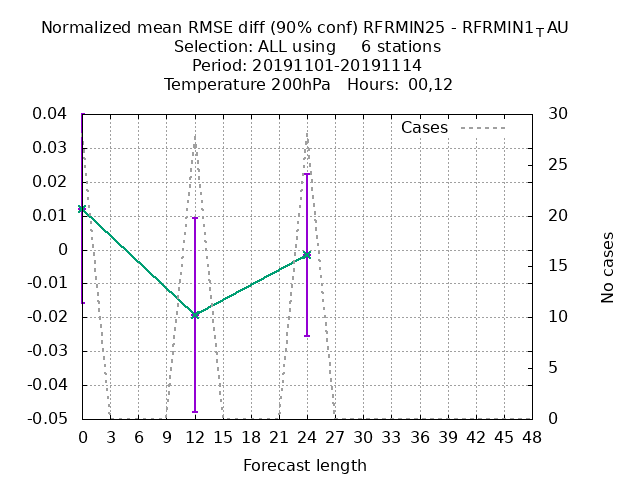 Normalized mean RMSE diff (90% conf) RFRMIN25 - RFRMIN1_TAU
Selection: ALL using     6 stations
Period: 20191101-20191114
Temperature 200hPa   Hours: 00,12
Cases
0.04
0.03
0.02
0.01
0
-0.01
-0.02
-0.03
-0.04
-0.05
30
25
20
15
10
5
0
No cases
0 3 6 9 12 15 18 21 24 27 30 33 36 39 42 45 48
Forecast length